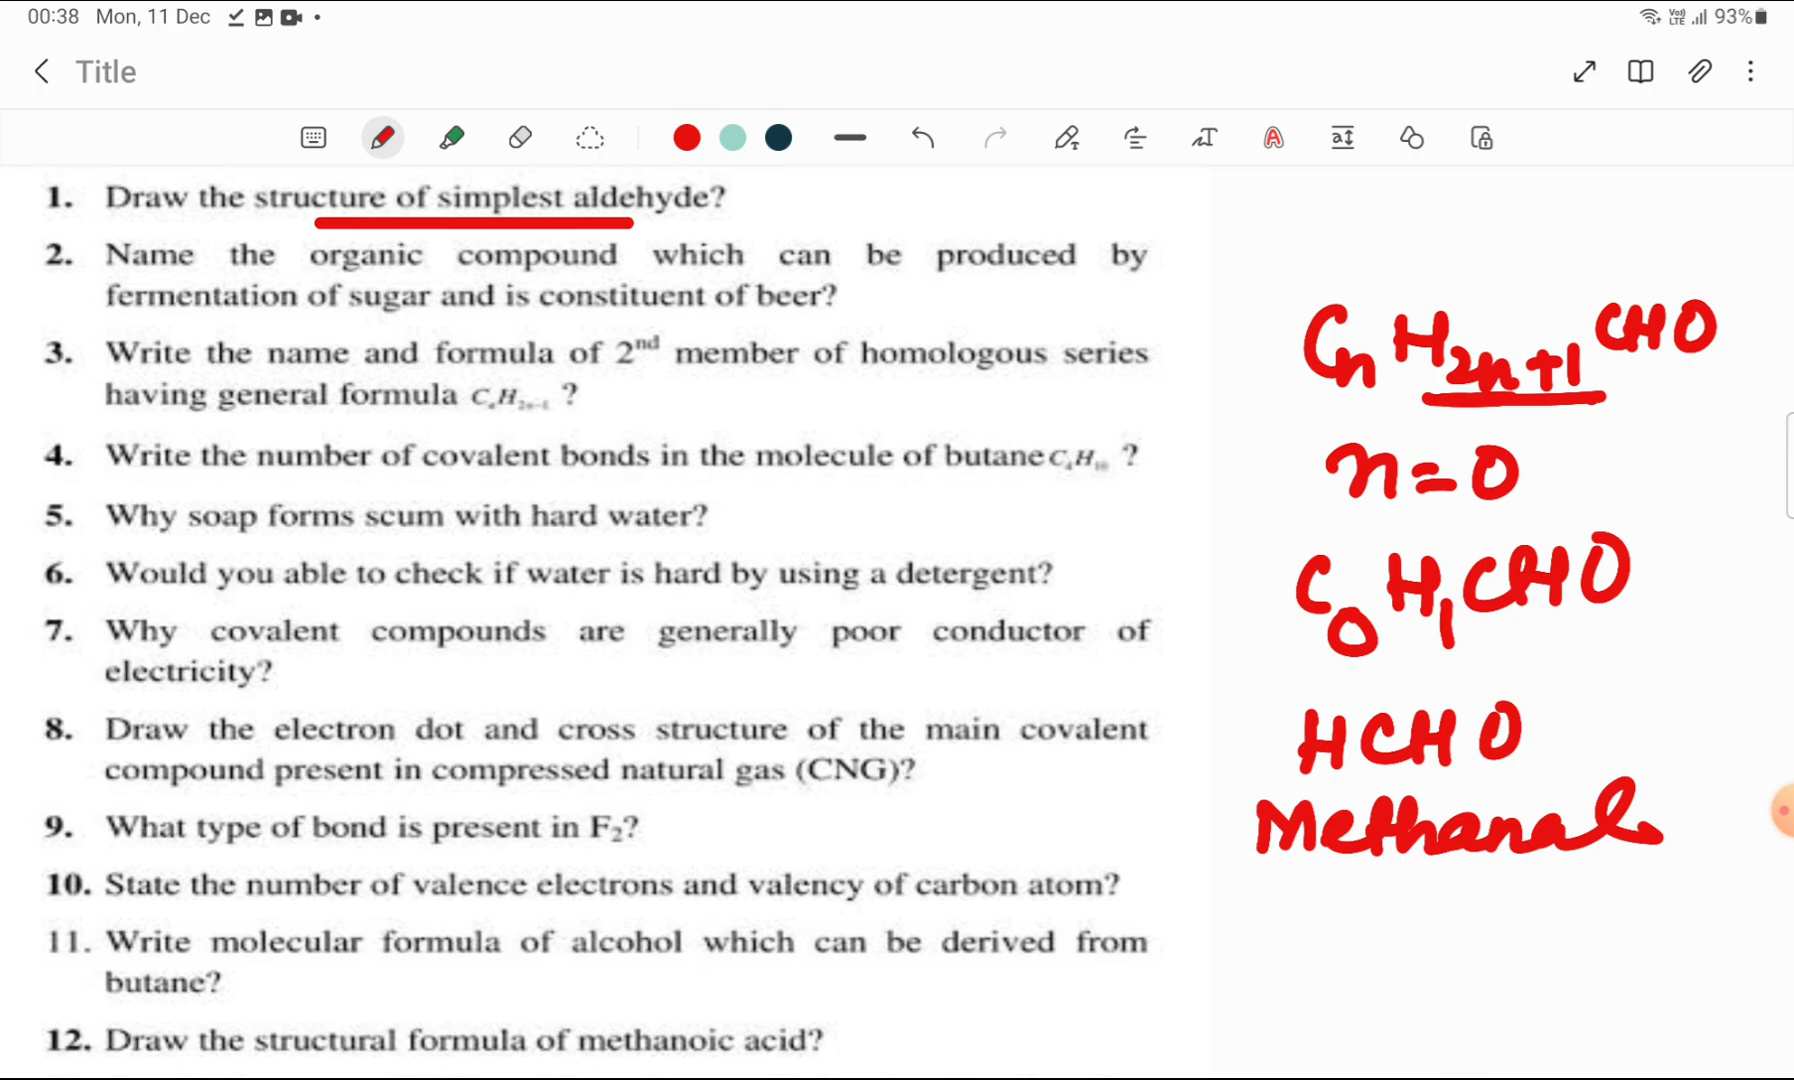 00:38 Mon, 11 Dec 93%
Title
1. Draw the structure of simplest aldehyde?
2. Name the organic compound which can be produced by
fermentation of sugar and is constituent of beer?
3. Write the name and formula of 2nd member of homologous series
having general formula ?
4. Write the number of covalent bonds in the molecule of butane C₄H₁₀ ?
5. Why soap forms scum with hard water?
6. Would you able to check if water is hard by using a detergent?
7. Why covalent compounds are generally poor conductor of
electricity?
8. Draw the electron dot and cross structure of the main covalent
compound present in compressed natural gas (CNG)?
9. What type of bond is present in F₂?
10. State the number of valence electrons and valency of carbon atom?
11. Write molecular formula of alcohol which can be derived from
butane?
12. Draw the structural formula of methanoic acid?
CnH2n+1 CHO
n=0
C0H1CHO
HCHO
Methanal